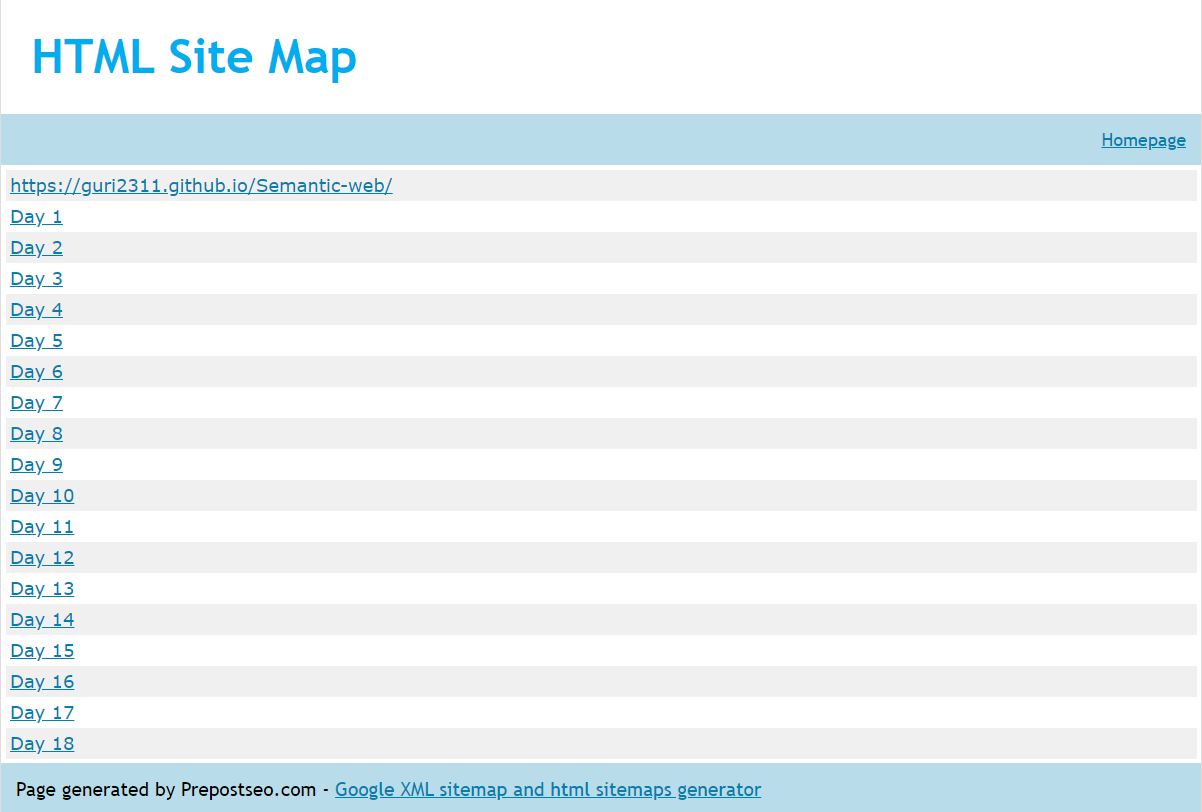 HTML Site Map
Homepage
https://guri2311.github.io/Semantic-web/
Day 1
Day 2
Day 3
Day 4
Day 5
Day 6
Day 7
Day 8
Day 9
Day 10
Day 11
Day 12
Day 13
Day 14
Day 15
Day 16
Day 17
Day 18
Page generated by Prepostseo.com - Google XML sitemap and html sitemaps generator